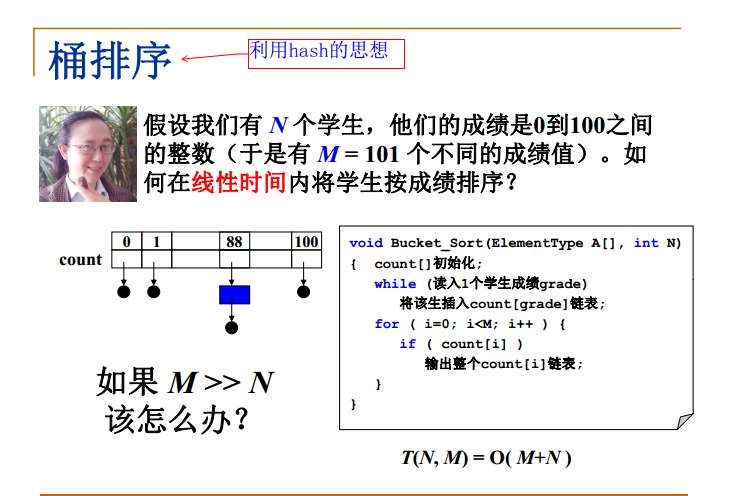 桶排序
利用hash的思想
假设我们有 N 个学生，他们的成绩是0到100之间
的整数（于是有 M = 101 个不同的成绩值）。如
何在线性时间内将学生按成绩排序？
0 1 88 100
count
如果 M >> N
该怎么办？
void Bucket_Sort(ElementType A[], int N)
{ count[]初始化;
while (读入1个学生成绩grade)
将该生插入count[grade]链表;
for ( i=0; i<M; i++ ) {
if ( count[i] )
输出整个count[i]链表;
}
}
T(N, M) = O( M+N )